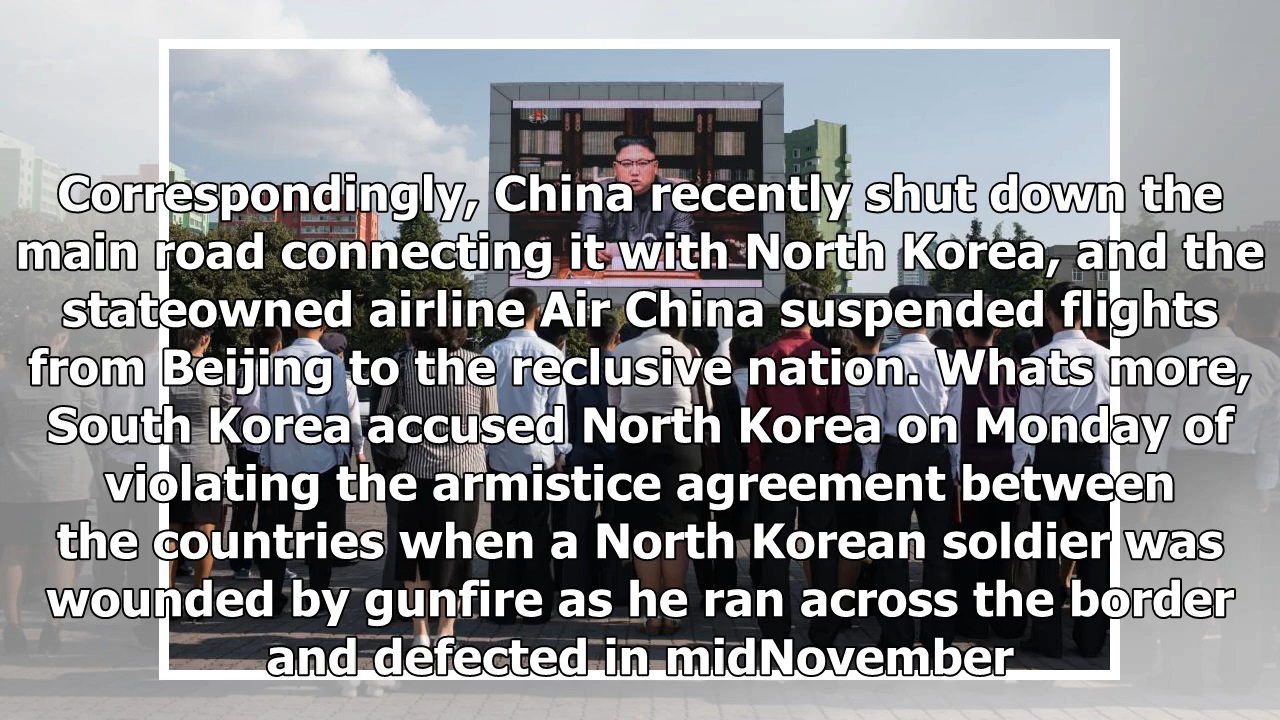 Correspondingly, China recently shut down the
main road connecting it with North Korea, and the
stateowned airline Air China suspended flights
from Beijing to the reclusive nation. Whats more,
South Korea accused North Korea on Monday of
violating the armistice agreement between
the countries when a North Korean soldier was
wounded by gunfire as he ran across the border
and defected in midNovember